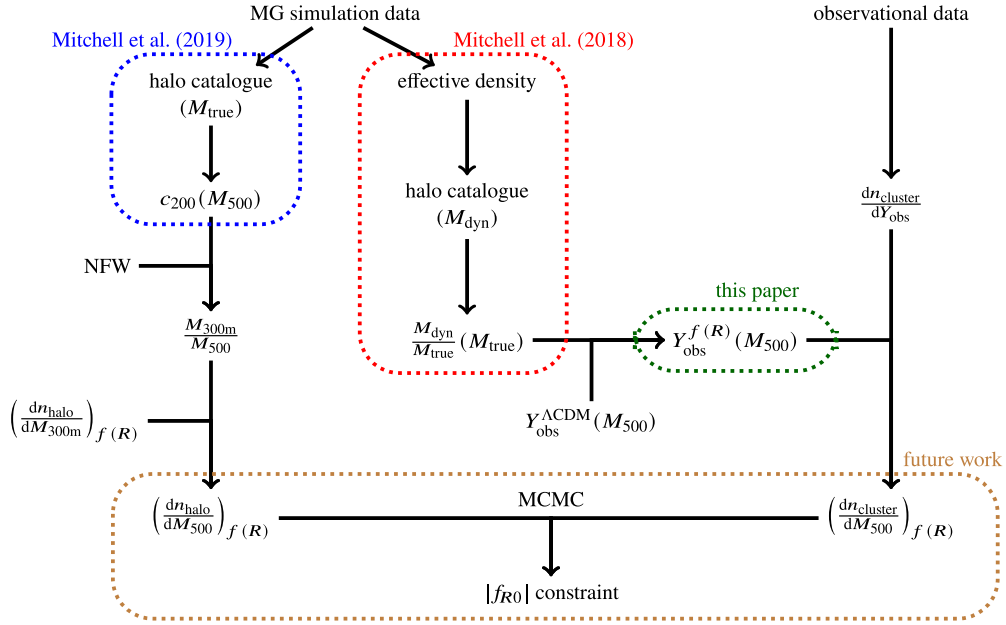 MG simulation data
observational data
Mitchell et al. (2019)
Mitchell et al. (2018)
halo catalogue
(M_true)
effective density
c_200(M_500)
halo catalogue
(M_dyn)
dn_cluster/dY_obs
NFW
this paper
M_300m/M_500
M_dyn/M_true (M_true)
Y_obs^f(R)(M_500)
(dn_halo/dM_300m)_f(R)
Y_obs^ΛCDM(M_500)
future work
(dn_halo/dM_500)_f(R)
MCMC
(dn_cluster/dM_500)_f(R)
|f_R0| constraint